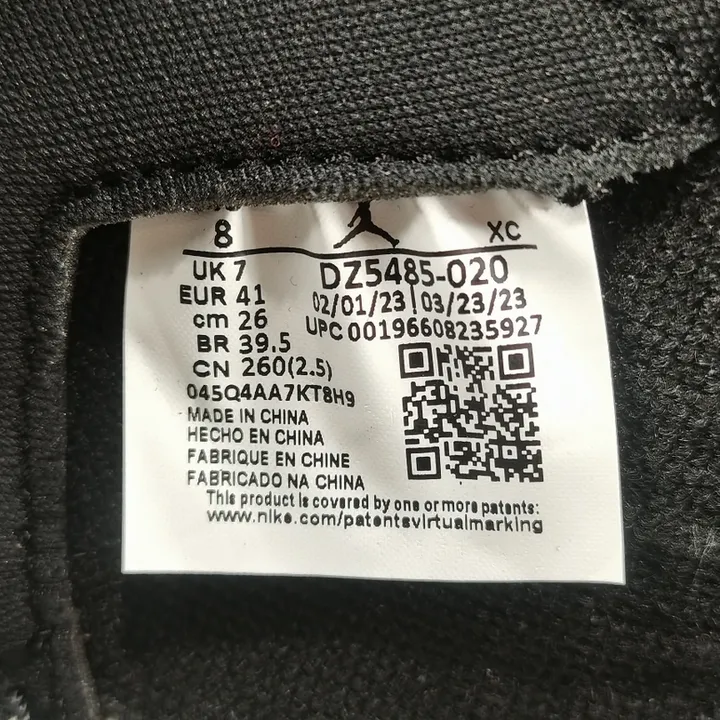 8 XC
UK 7 DZ5485-020
EUR 41 02/01/23|03/23/23
cm 26 UPC 00196608235927
BR 39.5
CN 260(2.5)
045Q4AA7KT8H9
MADE IN CHINA
HECHO EN CHINA
FABRIQUE EN CHINE
FABRICADO NA CHINA
This product is covered by one or more patents:
www.nike.com/patentsvirtualmarking